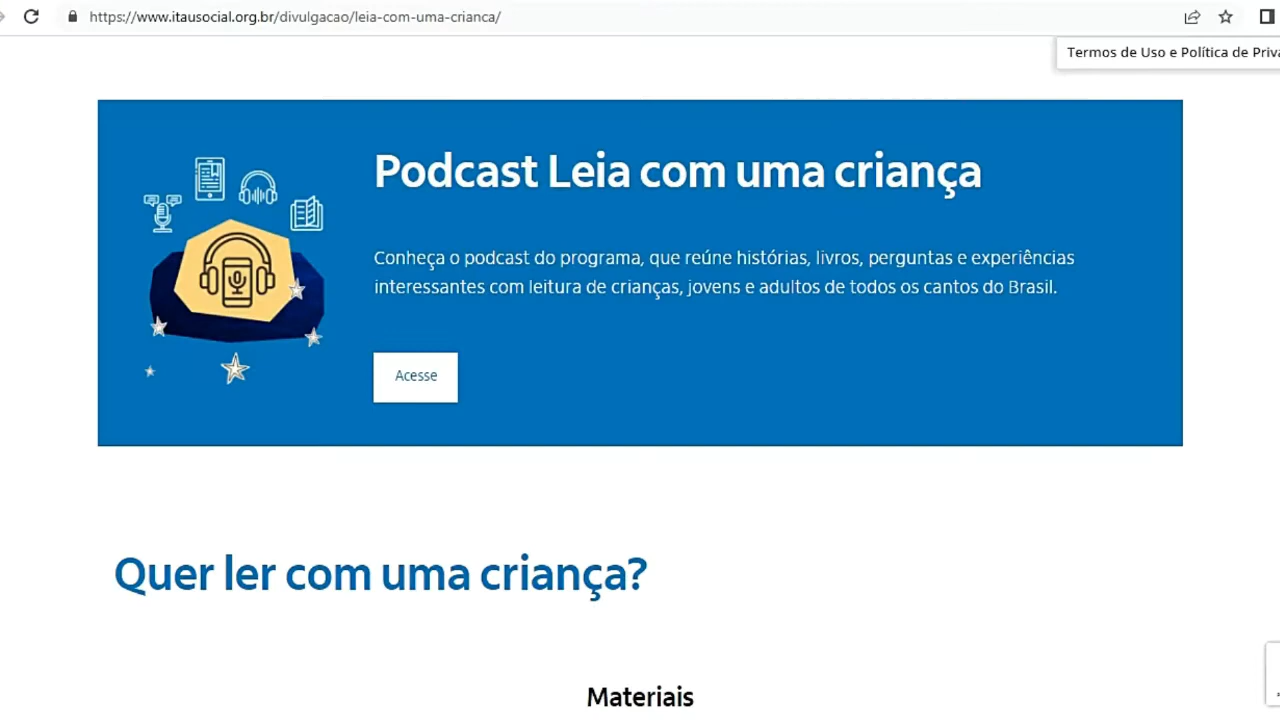 https://www.itausocial.org.br/divulgacao/leia-com-uma-crianca/
Termos de Uso e Política de
Podcast Leia com uma criança
Conheça o podcast do programa, que reúne histórias, livros, perguntas e experiências
interessantes com leitura de crianças, jovens e adultos de todos os cantos do Brasil.
Acesse
Quer ler com uma criança?
Materiais